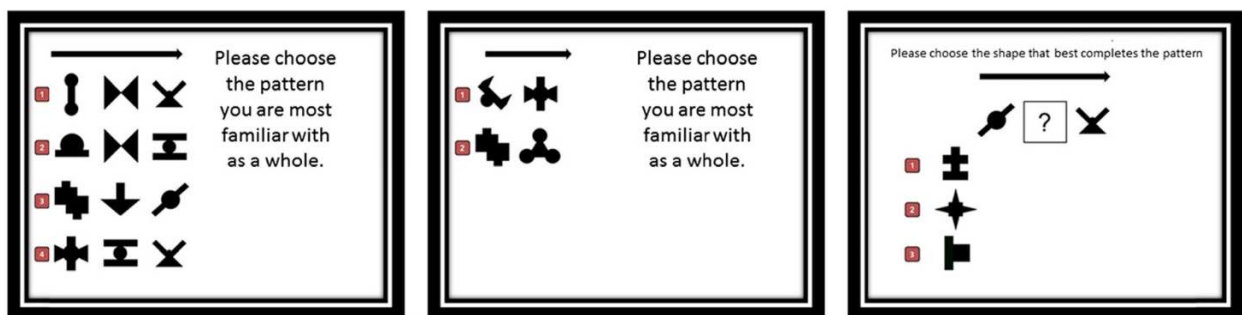 Please choose
the pattern
you are most
familiar with
as a whole.
1
2
3
4
Please choose
the pattern
you are most
familiar with
as a whole.
1
2
Please choose the shape that best completes the pattern
?
1
2
3